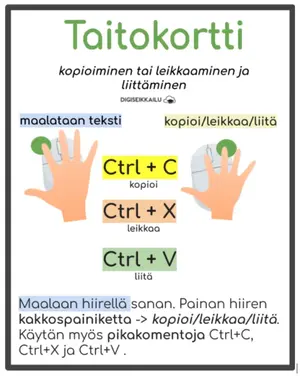 Taitokortti
kopioiminen tai leikkaaminen ja
liittäminen
DIGISEIKKAILU
maalataan teksti
kopioi/leikkaa/liitä
Ctrl + C
kopioi
Ctrl + X
leikkaa
Ctrl + V
liitä
Maalaan hiirellä sanan. Painan hiiren
kakkospainiketta -> kopioi/leikkaa/liitä.
Käytän myös pikakomentoja Ctrl+C,
Ctrl+X ja Ctrl+V .